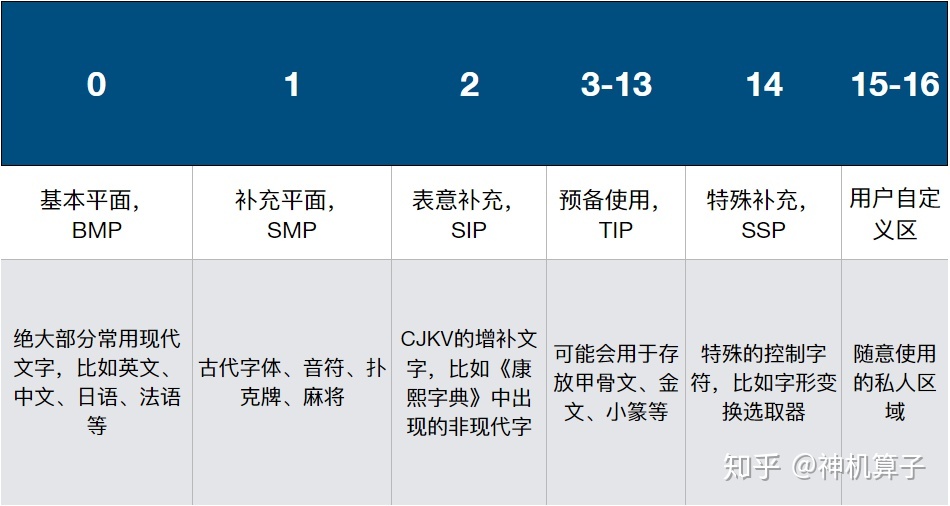 0
1
2
3-13
14
15-16
基本平面，
BMP
补充平面，
SMP
表意补充，
SIP
预备使用，
TIP
特殊补充，
SSP
用户自定
义区
绝大部分常用现代
文字，比如英文、
中文、日语、法语
等
古代字体、音符、扑
克牌、麻将
CJKV的增补文
字，比如《康
熙字典》中出
现的非现代字
可能会用于存
放甲骨文、金
文、小篆等
特殊的控制字
符，比如字形变
换选取器
随意使用
的私人区
域
知乎 @神机算子